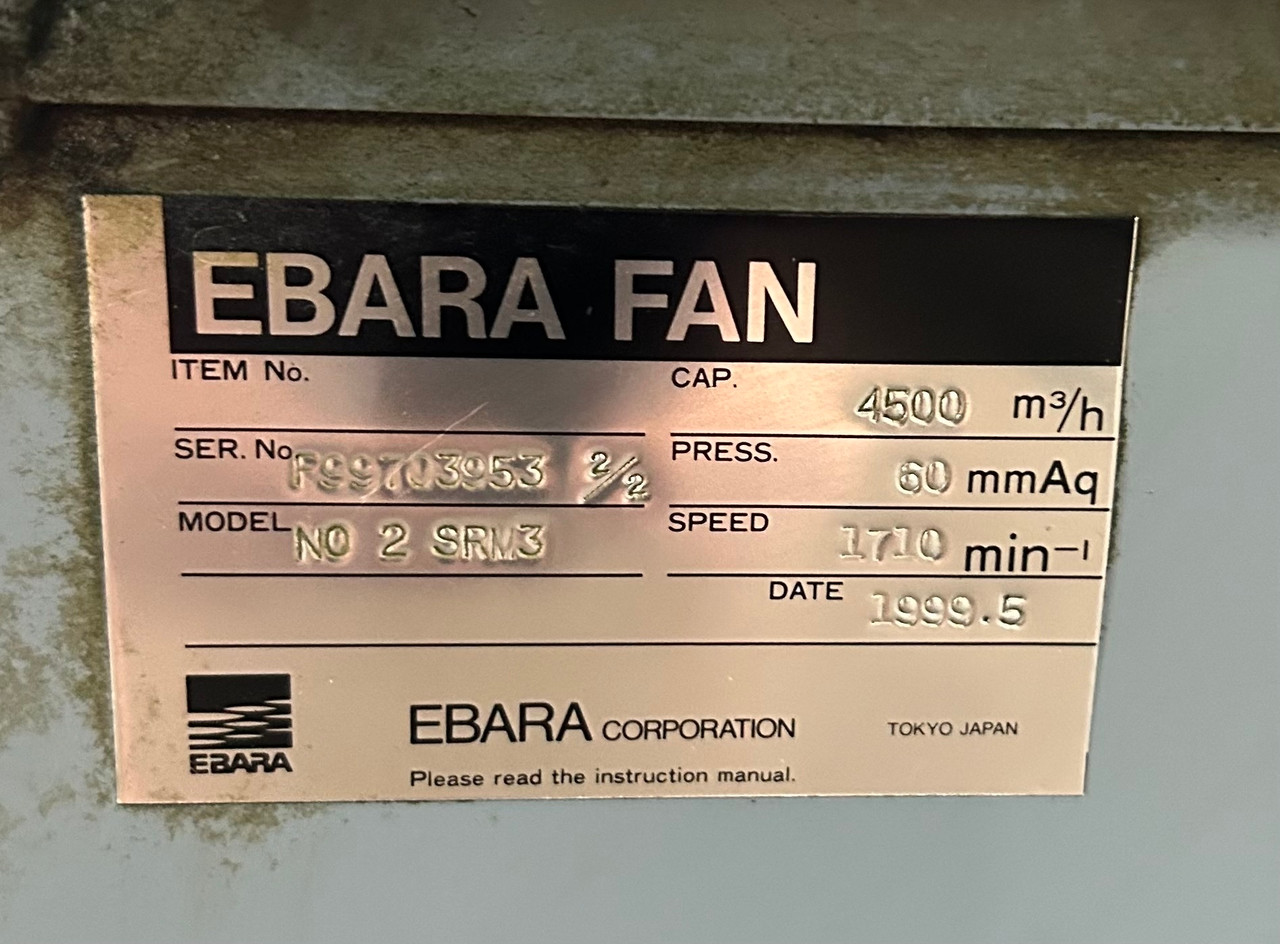 EBARA FAN
ITEM No.
CAP. 4500 m³/h
SER. No. F99703953 2/2
PRESS. 60 mmAq
MODEL NO 2 SRM3
SPEED 1710 min⁻¹
DATE 1999.5
EBARA
EBARA CORPORATION TOKYO JAPAN
Please read the instruction manual.